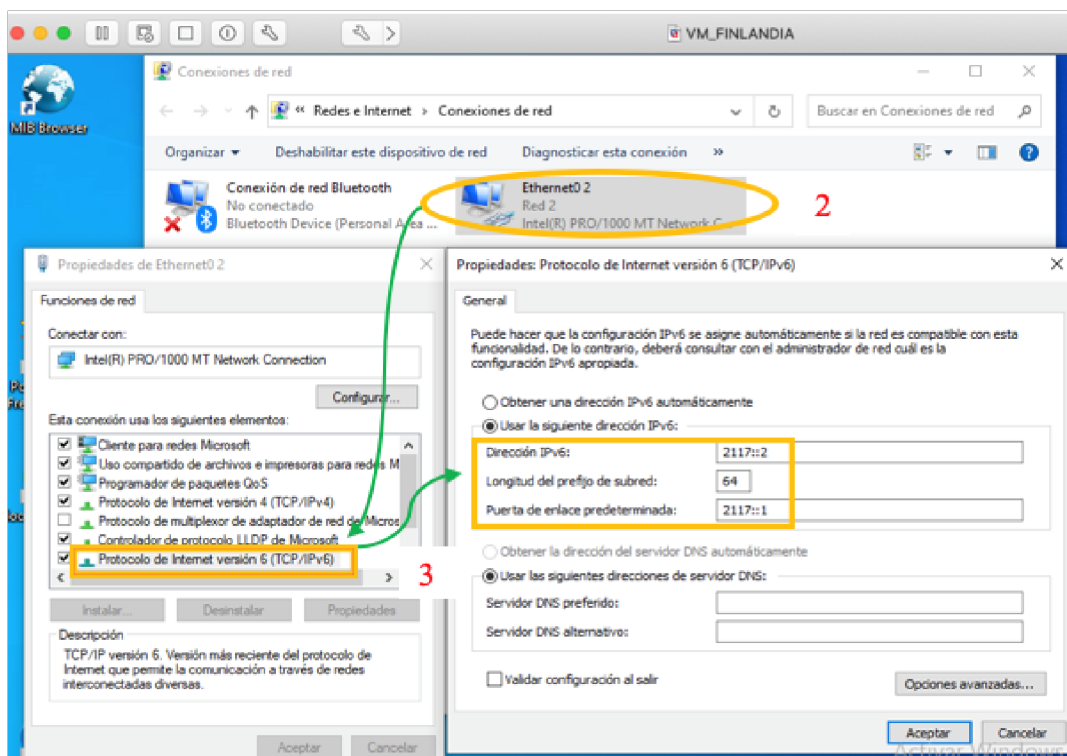 VM_FINLANDIA
MIB Browser
Conexiones de red
Redes e Internet
Conexiones de red
Buscar en Conexiones de red
Organizar
Deshabilitar este dispositivo de red
Diagnosticar esta conexión
»
Conexión de red Bluetooth
No conectado
Bluetooth Device (Personal Area ...
Ethernet0 2
Red 2
Intel(R) PRO/1000 MT Network C...
2
Propiedades de Ethernet0 2
Funciones de red
Conectar con:
Intel(R) PRO/1000 MT Network Connection
Configurar...
Esta conexión usa los siguientes elementos:
Cliente para redes Microsoft
Uso compartido de archivos e impresoras para redes M
Programador de paquetes QoS
Protocolo de Internet versión 4 (TCP/IPv4)
Protocolo de multiplexor de adaptador de red de Micros
Controlador de protocolo LLDP de Microsoft
Protocolo de Internet versión 6 (TCP/IPv6)
3
Instalar...
Desinstalar
Propiedades
Descripción
TCP/IP versión 6. Versión más reciente del protocolo de
Internet que permite la comunicación a través de redes
interconectadas diversas.
Aceptar
Cancelar
Propiedades: Protocolo de Internet versión 6 (TCP/IPv6)
General
Puede hacer que la configuración IPv6 se asigne automáticamente si la red es compatible con esta
funcionalidad. De lo contrario, deberá consultar con el administrador de red cuál es la
configuración IPv6 apropiada.
Obtener una dirección IPv6 automáticamente
Usar la siguiente dirección IPv6:
Dirección IPv6: 2117::2
Longitud del prefijo de subred: 64
Puerta de enlace predeterminada: 2117::1
Obtener la dirección del servidor DNS automáticamente
Usar las siguientes direcciones de servidor DNS:
Servidor DNS preferido:
Servidor DNS alternativo:
Validar configuración al salir
Opciones avanzadas...
Aceptar
Cancelar
Activar Windows